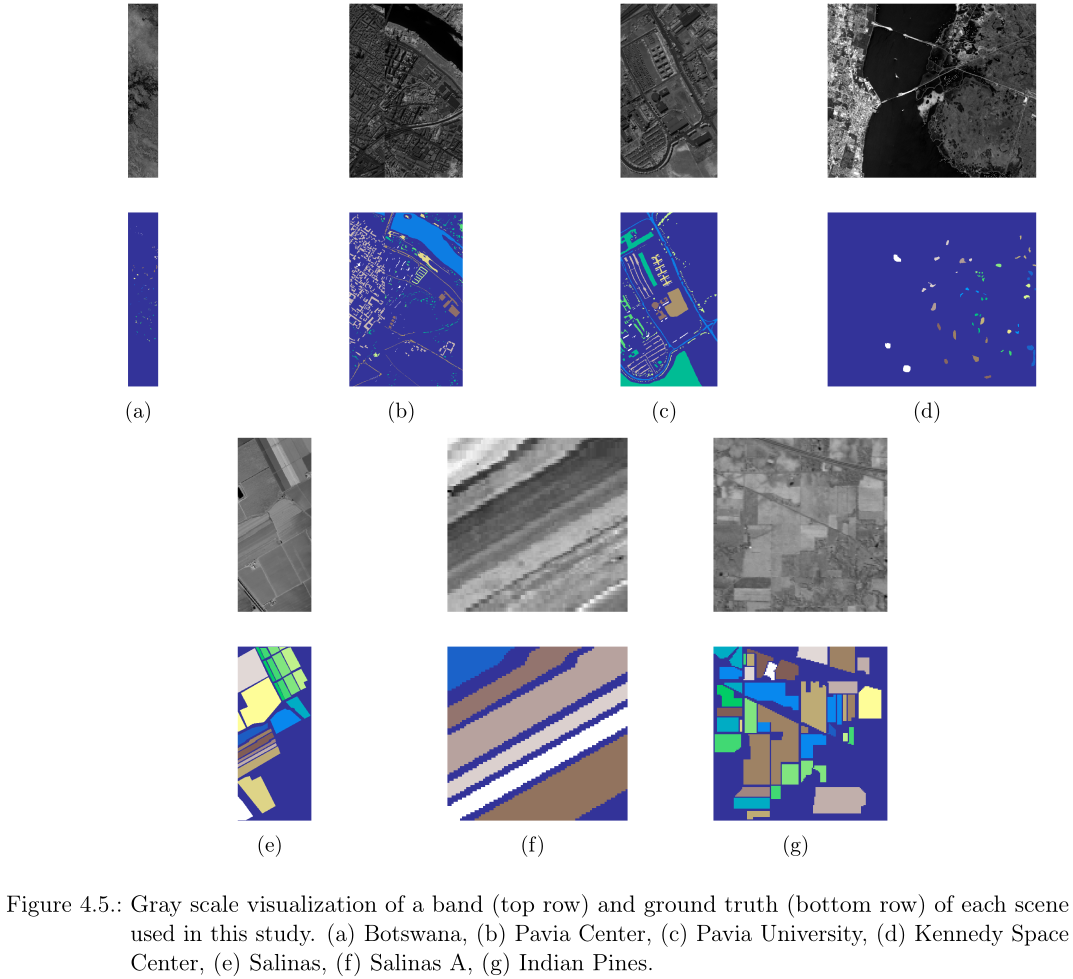 (a)
(b)
(c)
(d)
(e)
(f)
(g)
Figure 4.5.: Gray scale visualization of a band (top row) and ground truth (bottom row) of each scene
used in this study. (a) Botswana, (b) Pavia Center, (c) Pavia University, (d) Kennedy Space
Center, (e) Salinas, (f) Salinas A, (g) Indian Pines.